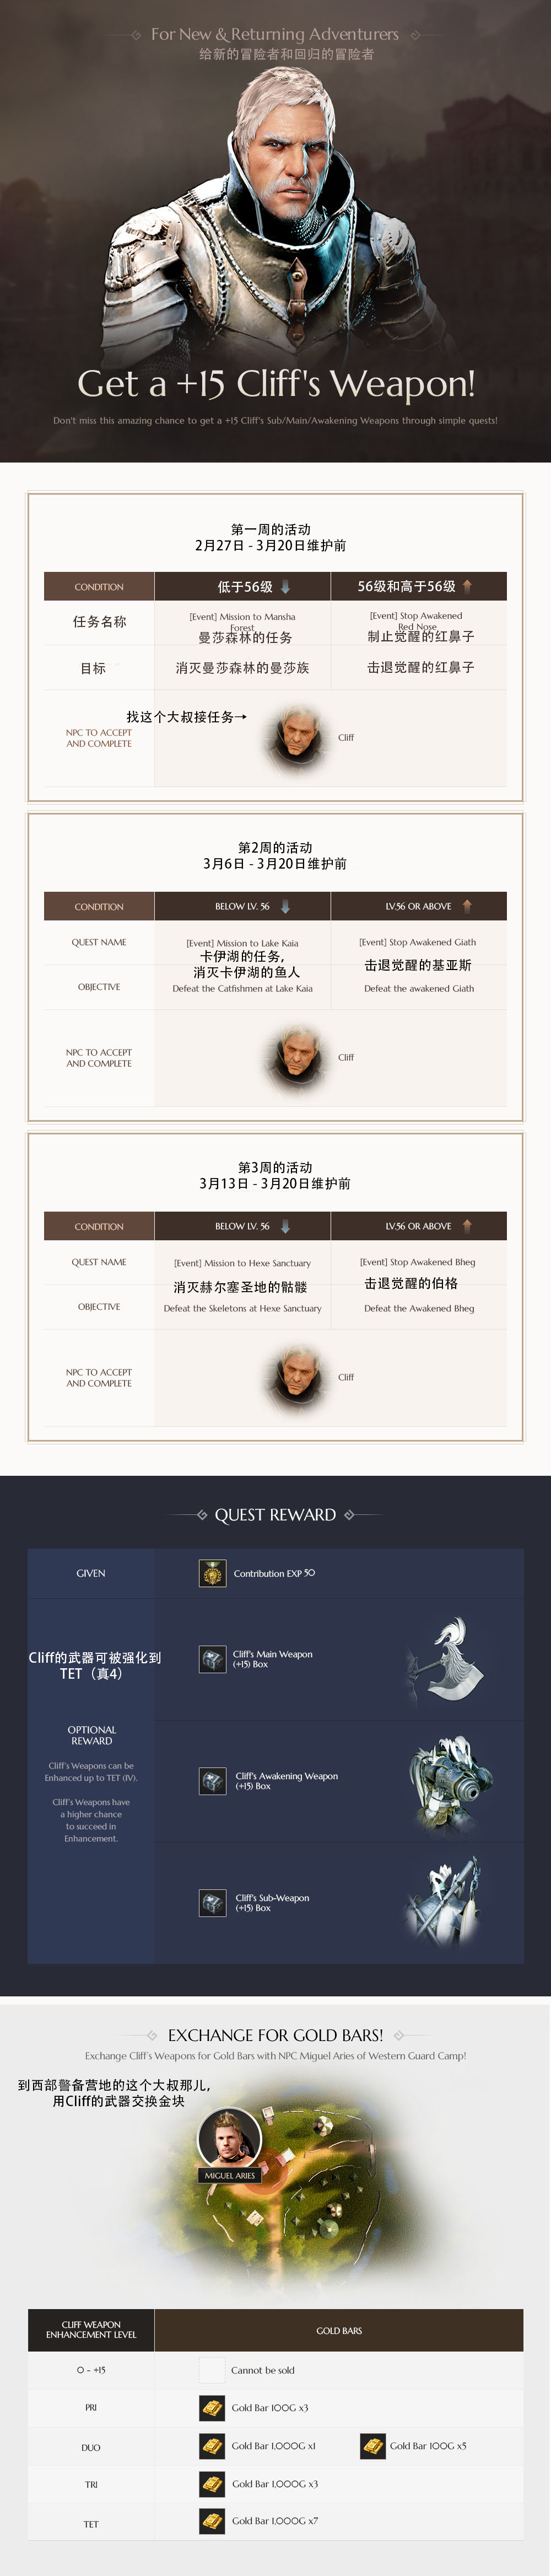 For New & Returning Adventurers
给新的冒险者和回归的冒险者
Get a +15 Cliff's Weapon!
Don't miss this amazing chance to get a +15 Cliff's Sub/Main/Awakening Weapons through simple quests!
第一周的活动
2月27日 - 3月20日维护前
CONDITION
低于56级
56级和高于56级
任务名称
[Event] Mission to Mansha
Forest
曼莎森林的任务
[Event] Stop Awakened
Red Nose
制止觉醒的红鼻子
目标
消灭曼莎森林的曼莎族
击退觉醒的红鼻子
找这个大叔接任务→
NPC TO ACCEPT
AND COMPLETE
Cliff
第2周的活动
3月6日 - 3月20日维护前
CONDITION
BELOW LV. 56
LV.56 OR ABOVE
QUEST NAME
[Event] Mission to Lake Kaia
[Event] Stop Awakened Giath
卡伊湖的任务,
消灭卡伊湖的鱼人
击退觉醒的基亚斯
OBJECTIVE
Defeat the Catfishmen at Lake Kaia
Defeat the awakened Giath
NPC TO ACCEPT
AND COMPLETE
Cliff
第3周的活动
3月13日 - 3月20日维护前
CONDITION
BELOW LV. 56
LV.56 OR ABOVE
QUEST NAME
[Event] Mission to Hexe Sanctuary
[Event] Stop Awakened Bheg
消灭赫尔塞圣地的骷髅
击退觉醒的伯格
OBJECTIVE
Defeat the Skeletons at Hexe Sanctuary
Defeat the Awakened Bheg
NPC TO ACCEPT
AND COMPLETE
Cliff
QUEST REWARD
GIVEN
Contribution EXP 50
Cliff的武器可被强化到
TET（真4）
OPTIONAL
REWARD
Cliff's Weapons can be
Enhanced up to TET (IV).
Cliff's Weapons have
a higher chance
to succeed in
Enhancement.
Cliff's Main Weapon
(+15) Box
Cliff's Awakening Weapon
(+15) Box
Cliff's Sub-Weapon
(+15) Box
EXCHANGE FOR GOLD BARS!
Exchange Cliff's Weapons for Gold Bars with NPC Miguel Aries of Western Guard Camp!
到西部警备营地的这个大叔那儿,
用Cliff的武器交换金块
MIGUEL ARIES
CLIFF WEAPON
ENHANCEMENT LEVEL
GOLD BARS
0 - +15
Cannot be sold
PRI
Gold Bar 100G x3
DUO
Gold Bar 1,000G x1
Gold Bar 100G x5
TRI
Gold Bar 1,000G x3
TET
Gold Bar 1,000G x7